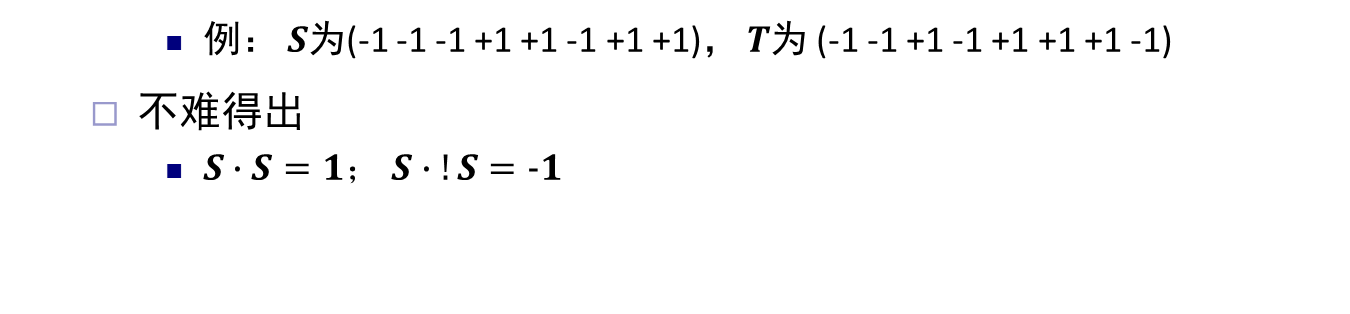 例： S为(-1 -1 -1 +1 +1 -1 +1 +1)， T为 (-1 -1 +1 -1 +1 +1 +1 -1)
不难得出
S · S = 1； S · ! S = -1